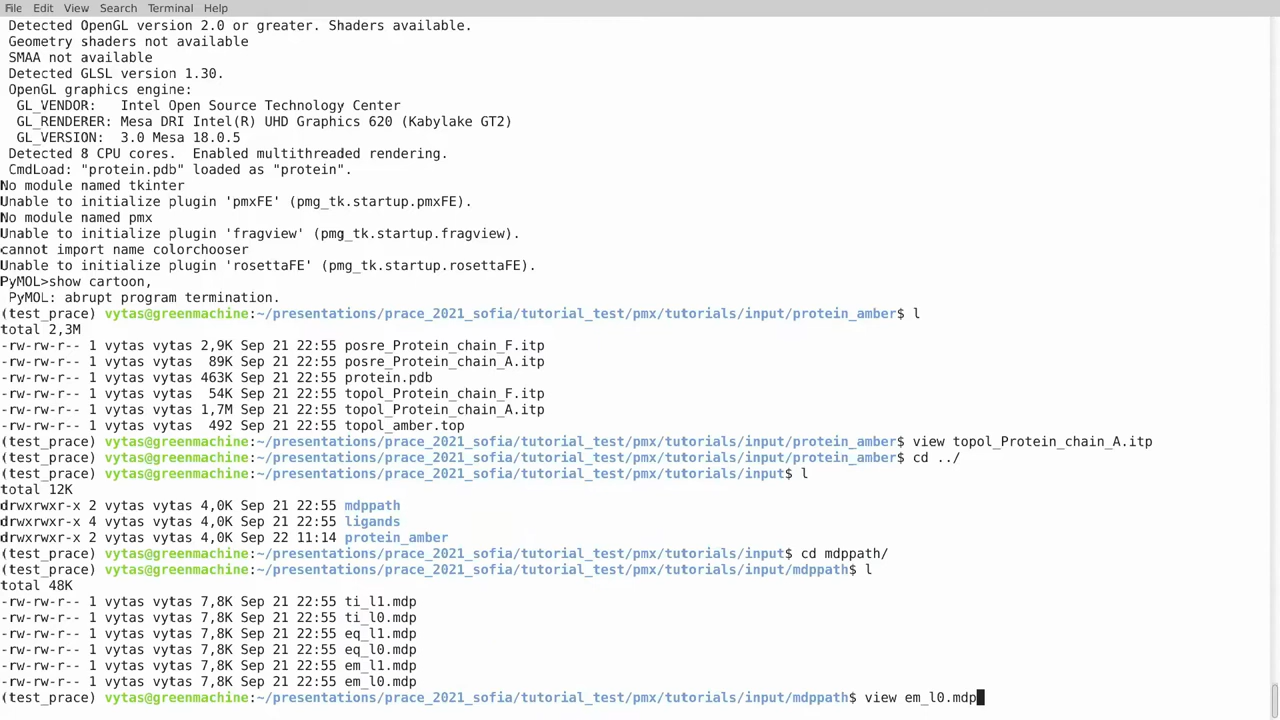 File Edit View Search Terminal Help
Detected OpenGL version 2.0 or greater. Shaders available.
Geometry shaders not available
SMAA not available
Detected GLSL version 1.30.
OpenGL graphics engine:
GL_VENDOR:   Intel Open Source Technology Center
GL_RENDERER: Mesa DRI Intel(R) UHD Graphics 620 (Kabylake GT2)
GL_VERSION:  3.0 Mesa 18.0.5
Detected 8 CPU cores.  Enabled multithreaded rendering.
CmdLoad: "protein.pdb" loaded as "protein".
No module named tkinter
Unable to initialize plugin 'pmxFE' (pmg_tk.startup.pmxFE).
No module named pmx
Unable to initialize plugin 'fragview' (pmg_tk.startup.fragview).
cannot import name colorchooser
Unable to initialize plugin 'rosettaFE' (pmg_tk.startup.rosettaFE).
PyMOL>show cartoon,
PyMOL: abrupt program termination.
(test_prace) vytas@greenmachine:~/presentations/prace_2021_sofia/tutorial_test/pmx/tutorials/input/protein_amber$ l
total 2,3M
-rw-rw-r-- 1 vytas vytas 2,9K Sep 21 22:55 posre_Protein_chain_F.itp
-rw-rw-r-- 1 vytas vytas  89K Sep 21 22:55 posre_Protein_chain_A.itp
-rw-rw-r-- 1 vytas vytas 463K Sep 21 22:55 protein.pdb
-rw-rw-r-- 1 vytas vytas  54K Sep 21 22:55 topol_Protein_chain_F.itp
-rw-rw-r-- 1 vytas vytas 1,7M Sep 21 22:55 topol_Protein_chain_A.itp
-rw-rw-r-- 1 vytas vytas  492 Sep 21 22:55 topol_amber.top
(test_prace) vytas@greenmachine:~/presentations/prace_2021_sofia/tutorial_test/pmx/tutorials/input/protein_amber$ view topol_Protein_chain_A.itp
(test_prace) vytas@greenmachine:~/presentations/prace_2021_sofia/tutorial_test/pmx/tutorials/input/protein_amber$ cd ../
(test_prace) vytas@greenmachine:~/presentations/prace_2021_sofia/tutorial_test/pmx/tutorials/input$ l
total 12K
drwxrwxr-x 2 vytas vytas 4,0K Sep 21 22:55 mdppath
drwxrwxr-x 4 vytas vytas 4,0K Sep 21 22:55 ligands
drwxrwxr-x 2 vytas vytas 4,0K Sep 22 11:14 protein_amber
(test_prace) vytas@greenmachine:~/presentations/prace_2021_sofia/tutorial_test/pmx/tutorials/input$ cd mdppath/
(test_prace) vytas@greenmachine:~/presentations/prace_2021_sofia/tutorial_test/pmx/tutorials/input/mdppath$ l
total 48K
-rw-rw-r-- 1 vytas vytas 7,8K Sep 21 22:55 ti_l1.mdp
-rw-rw-r-- 1 vytas vytas 7,8K Sep 21 22:55 ti_l0.mdp
-rw-rw-r-- 1 vytas vytas 7,8K Sep 21 22:55 eq_l1.mdp
-rw-rw-r-- 1 vytas vytas 7,8K Sep 21 22:55 eq_l0.mdp
-rw-rw-r-- 1 vytas vytas 7,8K Sep 21 22:55 em_l1.mdp
-rw-rw-r-- 1 vytas vytas 7,8K Sep 21 22:55 em_l0.mdp
(test_prace) vytas@greenmachine:~/presentations/prace_2021_sofia/tutorial_test/pmx/tutorials/input/mdppath$ view em_l0.mdp